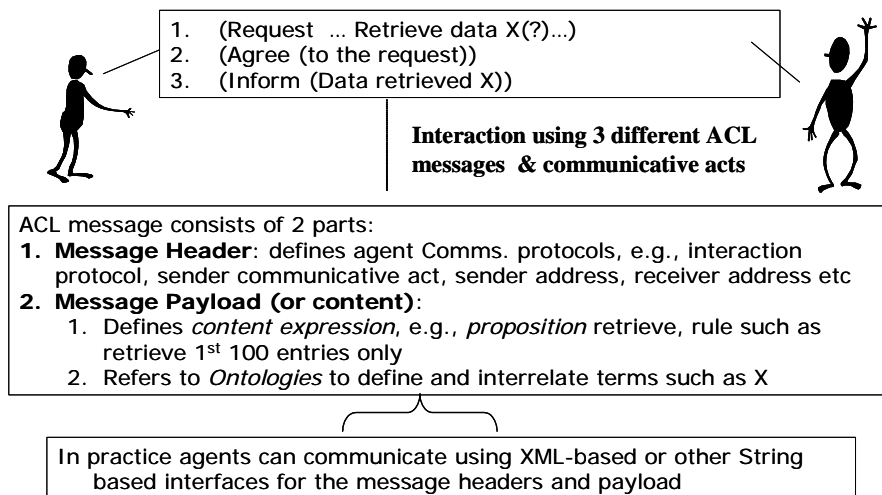 1. (Request ... Retrieve data X(?)...)
2. (Agree (to the request))
3. (Inform (Data retrieved X))
Interaction using 3 different ACL
messages & communicative acts
ACL message consists of 2 parts:
1. Message Header: defines agent Comms. protocols, e.g., interaction
protocol, sender communicative act, sender address, receiver address etc
2. Message Payload (or content):
1. Defines content expression, e.g., proposition retrieve, rule such as
retrieve 1st 100 entries only
2. Refers to Ontologies to define and interrelate terms such as X
In practice agents can communicate using XML-based or other String
based interfaces for the message headers and payload